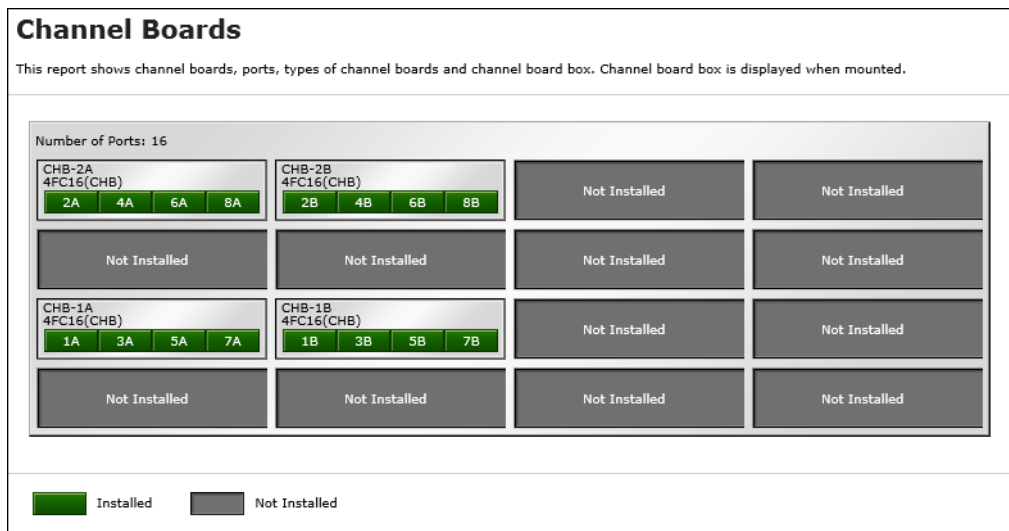 Channel Boards
This report shows channel boards, ports, types of channel boards and channel board box. Channel board box is displayed when mounted.
Number of Ports: 16
CHB-2A
4FC16(CHB)
2A 4A 6A 8A
CHB-2B
4FC16(CHB)
2B 4B 6B 8B
Not Installed
Not Installed
Not Installed
Not Installed
Not Installed
Not Installed
CHB-1A
4FC16(CHB)
1A 3A 5A 7A
CHB-1B
4FC16(CHB)
1B 3B 5B 7B
Not Installed
Not Installed
Not Installed
Not Installed
Not Installed
Not Installed
Installed
Not Installed